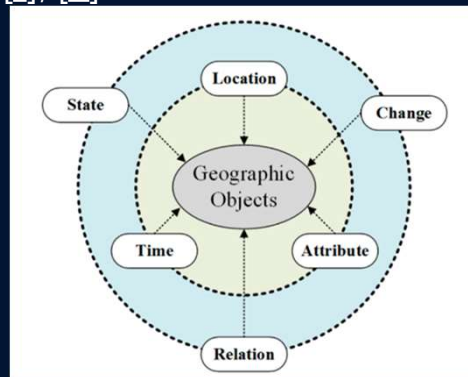 Location
State
Change
Geographic
Objects
Time
Attribute
Relation